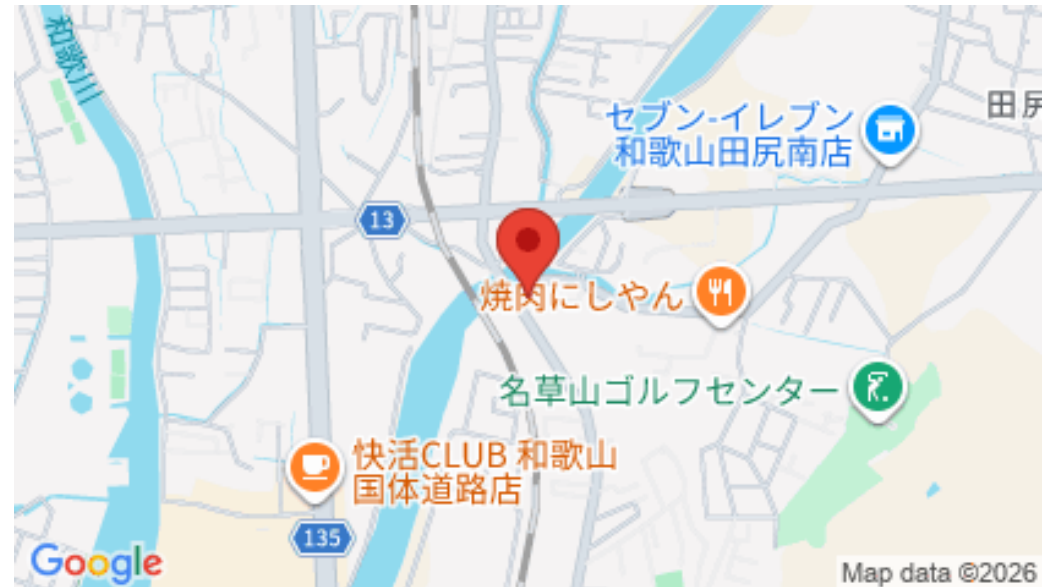 和歌川
セブン-イレブン
和歌山田尻南店
田尻
13
焼肉にしやん
名草山ゴルフセンター
快活CLUB 和歌山
国体道路店
135
Google
Map data ©2026